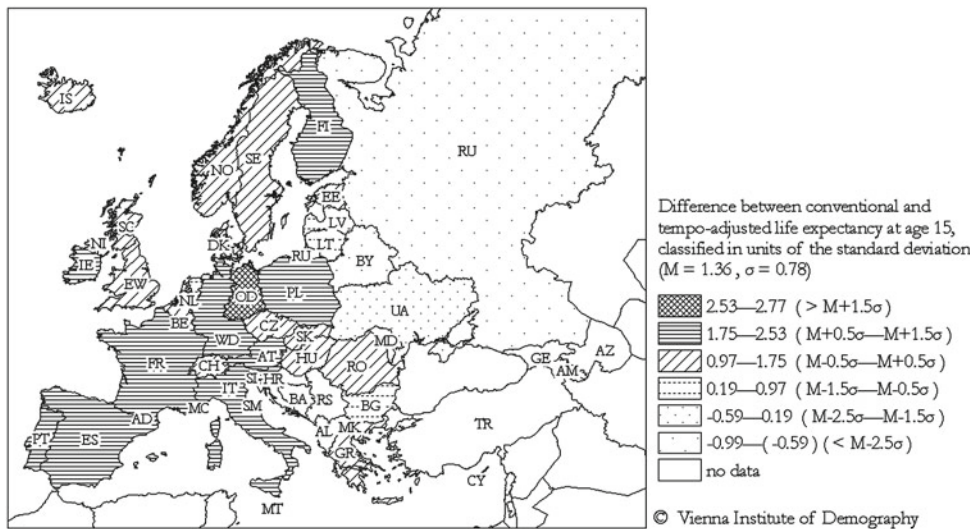 IS
FI
RU
SE
NO
EE
SC
LV
DK
LT
NI
RU
BY
IE
NL
PL
EW
OD
BE
UA
CZ
WD
SK
MD
FR
AT
HU
CH
RO
SI
HR
GE
AZ
IT
AM
BA
RS
MC
SM
BG
AD
MK
PT
ES
AL
TR
GR
CY
MT
Difference between conventional and
tempo-adjusted life expectancy at age 15,
classified in units of the standard deviation
(M = 1.36 , σ = 0.78)
2.53—2.77 ( > M+1.5σ)
1.75—2.53 (M+0.5σ—M+1.5σ)
0.97—1.75 (M-0.5σ—M+0.5σ)
0.19—0.97 (M-1.5σ—M-0.5σ)
-0.59—0.19 (M-2.5σ—M-1.5σ)
-0.99—(-0.59) ( < M-2.5σ)
no data
© Vienna Institute of Demography